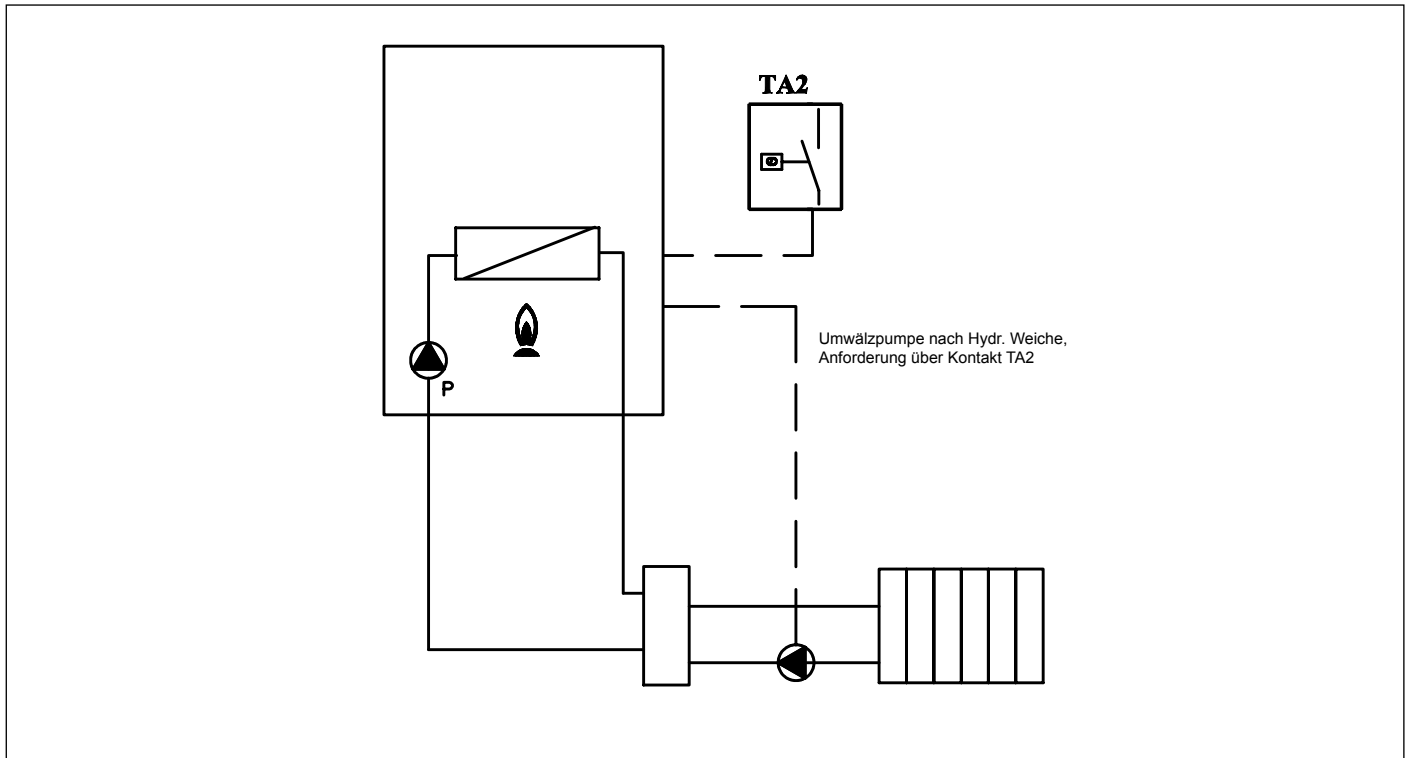 TA2
Umwälzpumpe nach Hydr. Weiche,
Anforderung über Kontakt TA2
P